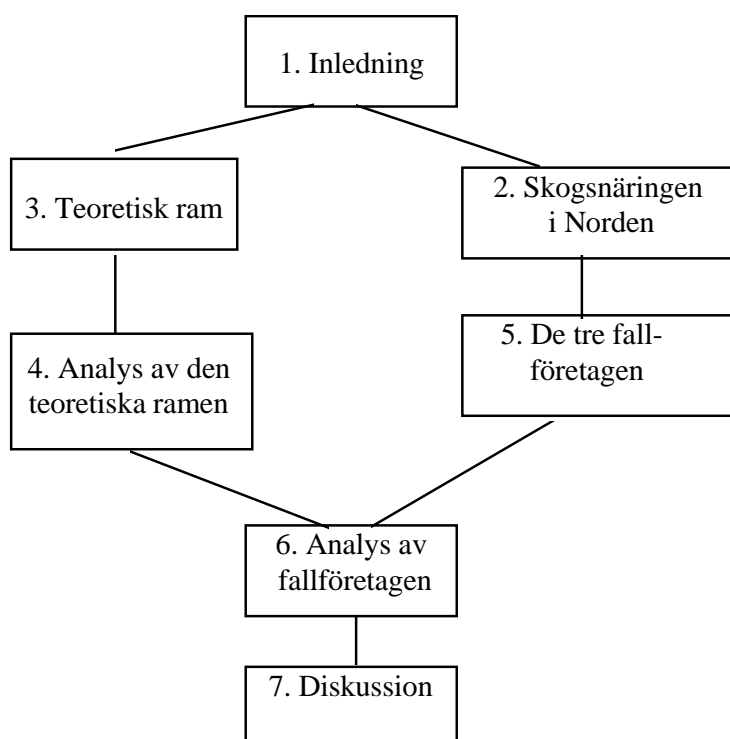 1. Inledning
3. Teoretisk ram
2. Skogsnäringen
i Norden
4. Analys av den
teoretiska ramen
5. De tre fall-
företagen
6. Analys av
fallföretagen
7. Diskussion